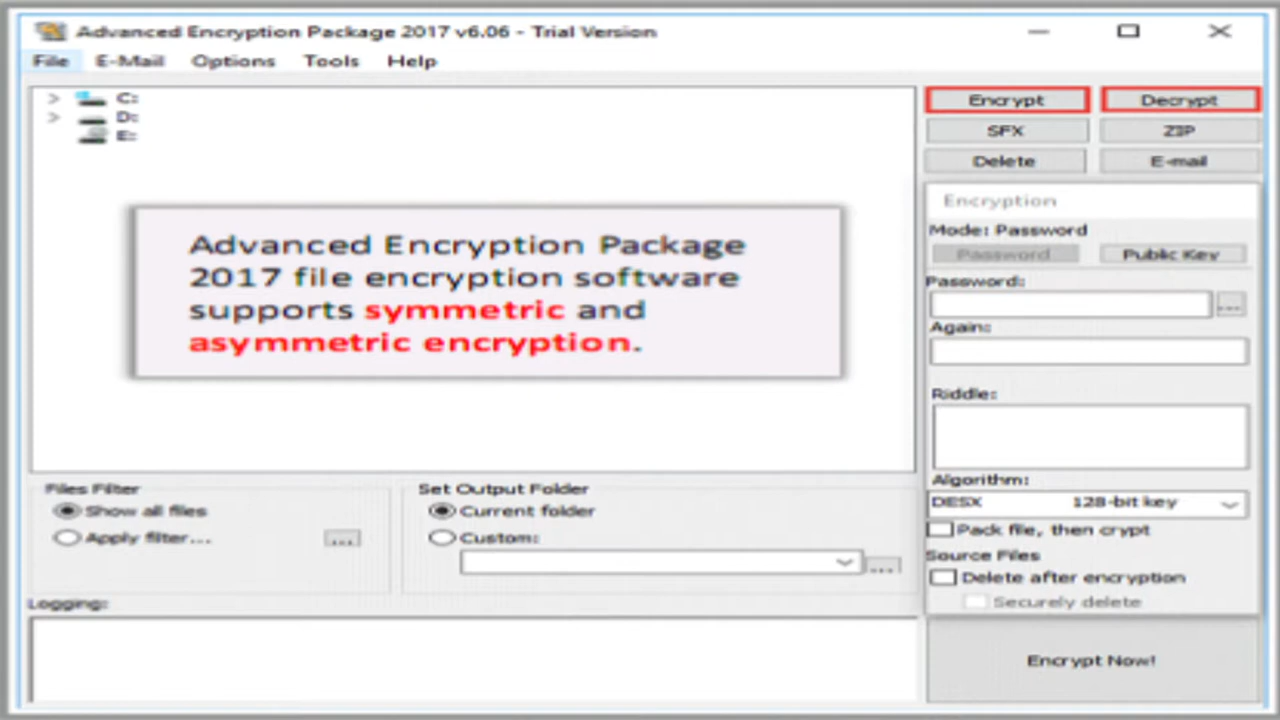 Advanced Encryption Package 2017 v6.06 - Trial Version
File E-Mail Options Tools Help
C:
D:
E:
Advanced Encryption Package
2017 file encryption software
supports symmetric and
asymmetric encryption.
Encrypt Decrypt
SFX ZIP
Delete E-mail
Encryption
Mode: Password
Password Public Key
Password:
...
Again:
Riddle:
Algorithm:
DESX 128-bit key
Pack file, then crypt
Source Files
Delete after encryption
Securely delete
Encrypt Now!
Files Filter
Show all files
Apply filter... ...
Set Output Folder
Current folder
Custom:
...
Logging: